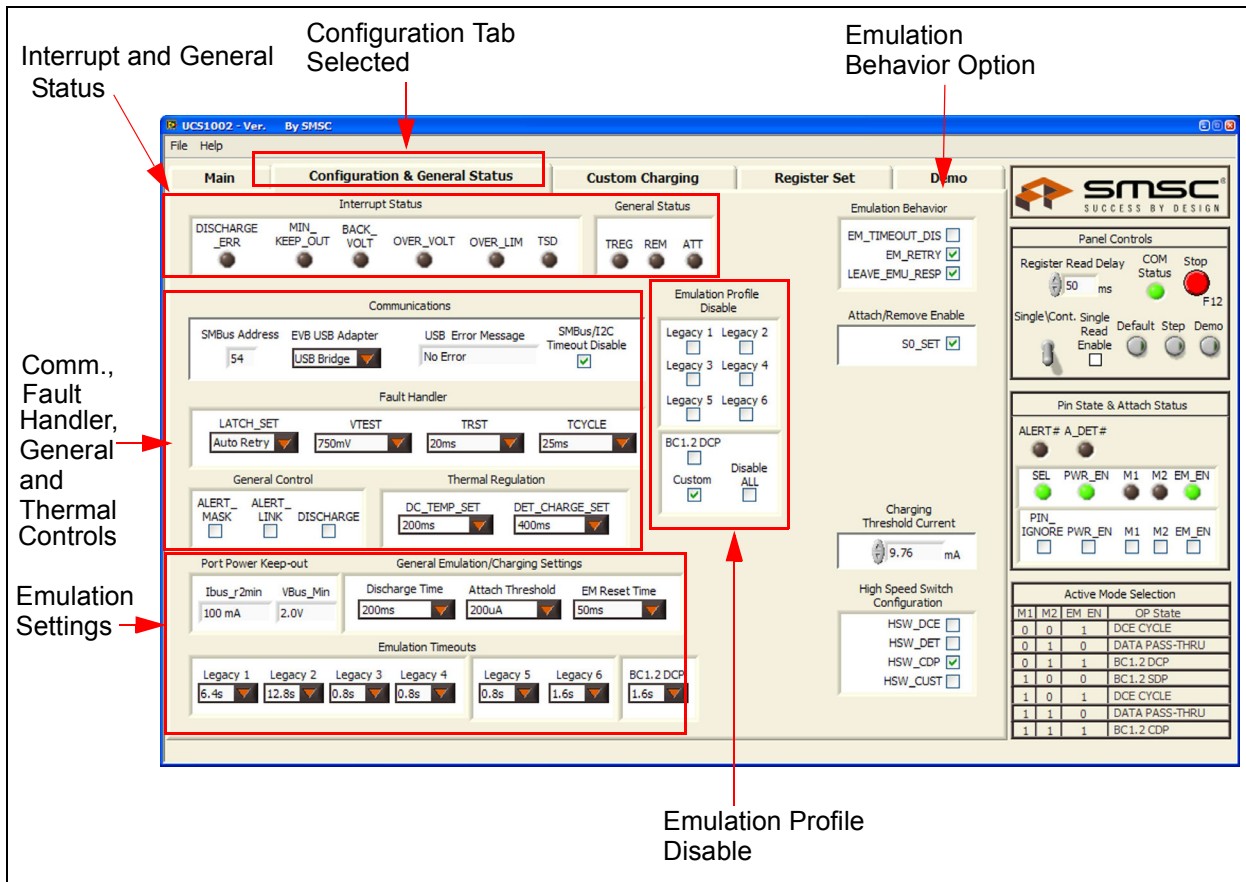 Interrupt and General
Status
Configuration Tab
Selected
Emulation
Behavior Option
UCS1002 - Ver. By SMSC
File Help
Main
Configuration & General Status
Custom Charging
Register Set
Demo
Interrupt Status
DISCHARGE
_ERR
MIN_
KEEP_OUT
BACK_
VOLT
OVER_VOLT
OVER_LIM
TSD
General Status
TREG REM ATT
Comm.,
Fault
Handler,
General
and
Thermal
Controls
Communications
SMBus Address
54
EVB USB Adapter
USB Bridge
USB Error Message
No Error
SMBus/I2C
Timeout Disable
Fault Handler
LATCH_SET
Auto Retry
VTEST
750mV
TRST
20ms
TCYCLE
25ms
General Control
ALERT_
MASK
ALERT_
LINK
DISCHARGE
Thermal Regulation
DC_TEMP_SET
200ms
DET_CHARGE_SET
400ms
Emulation
Settings
Port Power Keep-out
Ibus_r2min
100 mA
VBus_Min
2.0V
General Emulation/Charging Settings
Discharge Time
200ms
Attach Threshold
200uA
EM Reset Time
50ms
Emulation Timeouts
Legacy 1
6.4s
Legacy 2
12.8s
Legacy 3
0.8s
Legacy 4
0.8s
Legacy 5
0.8s
Legacy 6
1.6s
BC1.2 DCP
1.6s
Emulation Profile
Disable
Legacy 1 Legacy 2
Legacy 3 Legacy 4
Legacy 5 Legacy 6
BC1.2 DCP
Custom
Disable
ALL
Emulation Profile
Disable
Emulation Behavior
EM_TIMEOUT_DIS
EM_RETRY
LEAVE_EMU_RESP
Attach/Remove Enable
S0_SET
Charging
Threshold Current
9.76 mA
High Speed Switch
Configuration
HSW_DCE
HSW_DET
HSW_CDP
HSW_CUST
smsc®
SUCCESS BY DESIGN
Panel Controls
Register Read Delay
50 ms
COM
Status
Stop
F12
Single\Cont.
Single
Read
Enable
Default Step Demo
Pin State & Attach Status
ALERT# A_DET#
SEL PWR_EN M1 M2 EM_EN
PIN_
IGNORE PWR_EN M1 M2 EM_EN
Active Mode Selection
M1 M2 EM_EN OP State
0 0 1 DCE CYCLE
0 1 0 DATA PASS-THRU
0 1 1 BC1.2 DCP
1 0 0 BC1.2 SDP
1 0 1 DCE CYCLE
1 1 0 DATA PASS-THRU
1 1 1 BC1.2 CDP